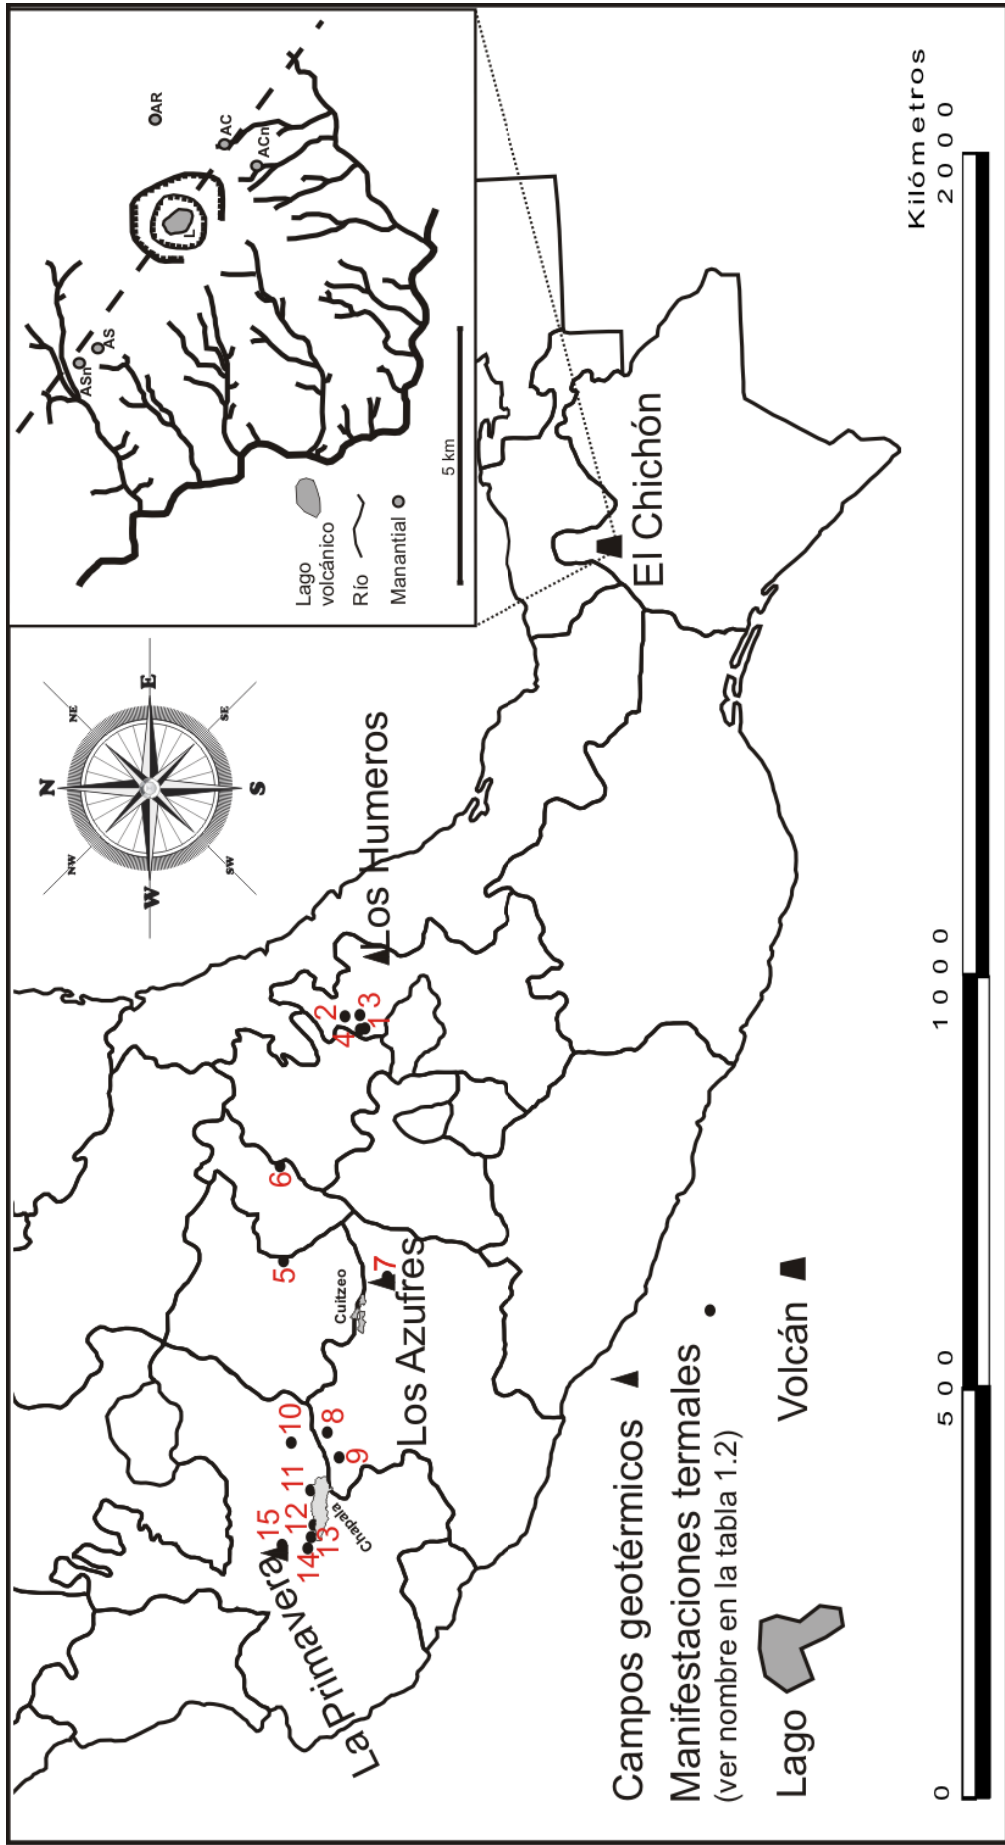 N
NE
E
SE
S
SW
W
NW
ASn
AS
L
AR
AC
ACn
Lago
volcánico
Río
Manantial
5 km
La Primavera
15
14
13
12
11
10
Chapala
9
8
Cuitzeo
7
Los Azufres
5
6
4
2
1
3
Los Humeros
El Chichón
Campos geotérmicos
Manifestaciones termales
(ver nombre en la tabla 1.2)
Lago
Volcán
Kilómetros
0
500
1000
2000